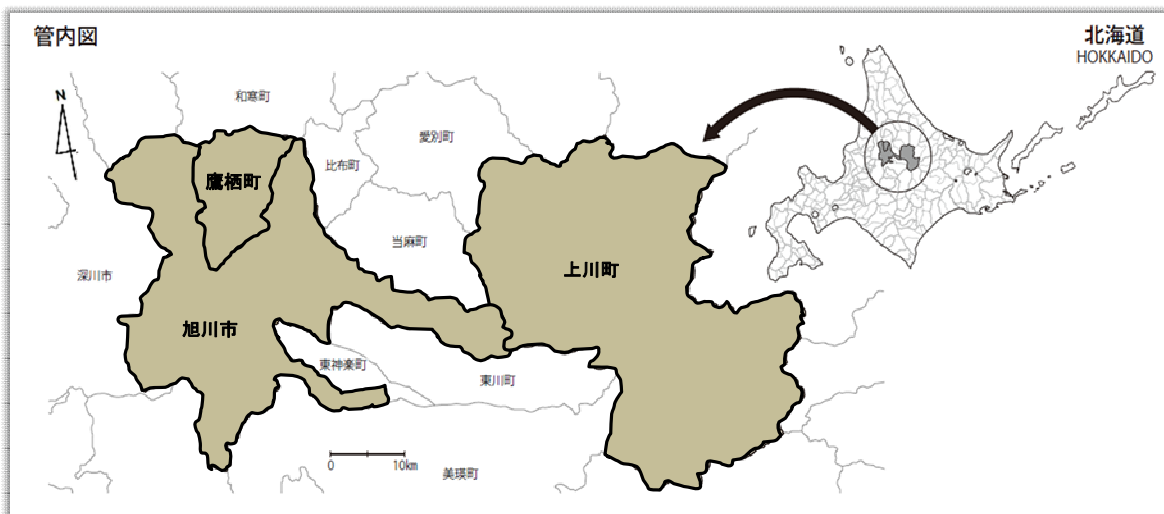 管内図
北海道
HOKKAIDO
N
和寒町
愛別町
比布町
鷹栖町
当麻町
深川市
上川町
旭川市
東神楽町
東川町
0 10km
美瑛町